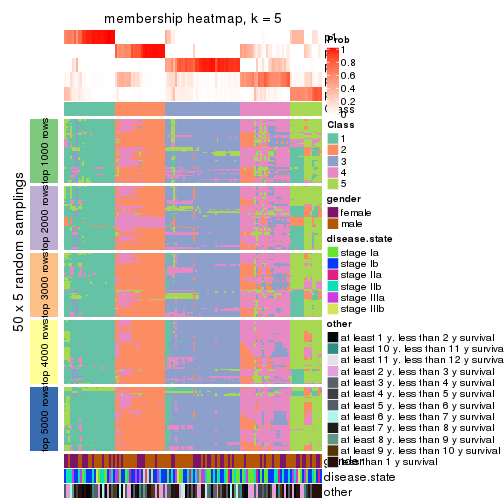 membership heatmap, k = 5
Prob
1
0.8
0.6
0.4
0.2
0
Class
1
2
3
4
5
gender
female
male
disease.state
stage Ia
stage Ib
stage IIa
stage IIb
stage IIIa
stage IIIb
other
at least 1 y. less than 2 y survival
at least 10 y. less than 11 y surviva
at least 11 y. less than 12 y surviva
at least 2 y. less than 3 y survival
at least 3 y. less than 4 y survival
at least 4 y. less than 5 y survival
at least 5 y. less than 6 y survival
at least 6 y. less than 7 y survival
at least 7 y. less than 8 y survival
at least 8 y. less than 9 y survival
at least 9 y. less than 10 y survival
less than 1 y survival
disease.state
other
50 x 5 random samplings
top 1000 rows
top 2000 rows
top 3000 rows
top 4000 rows
top 5000 rows